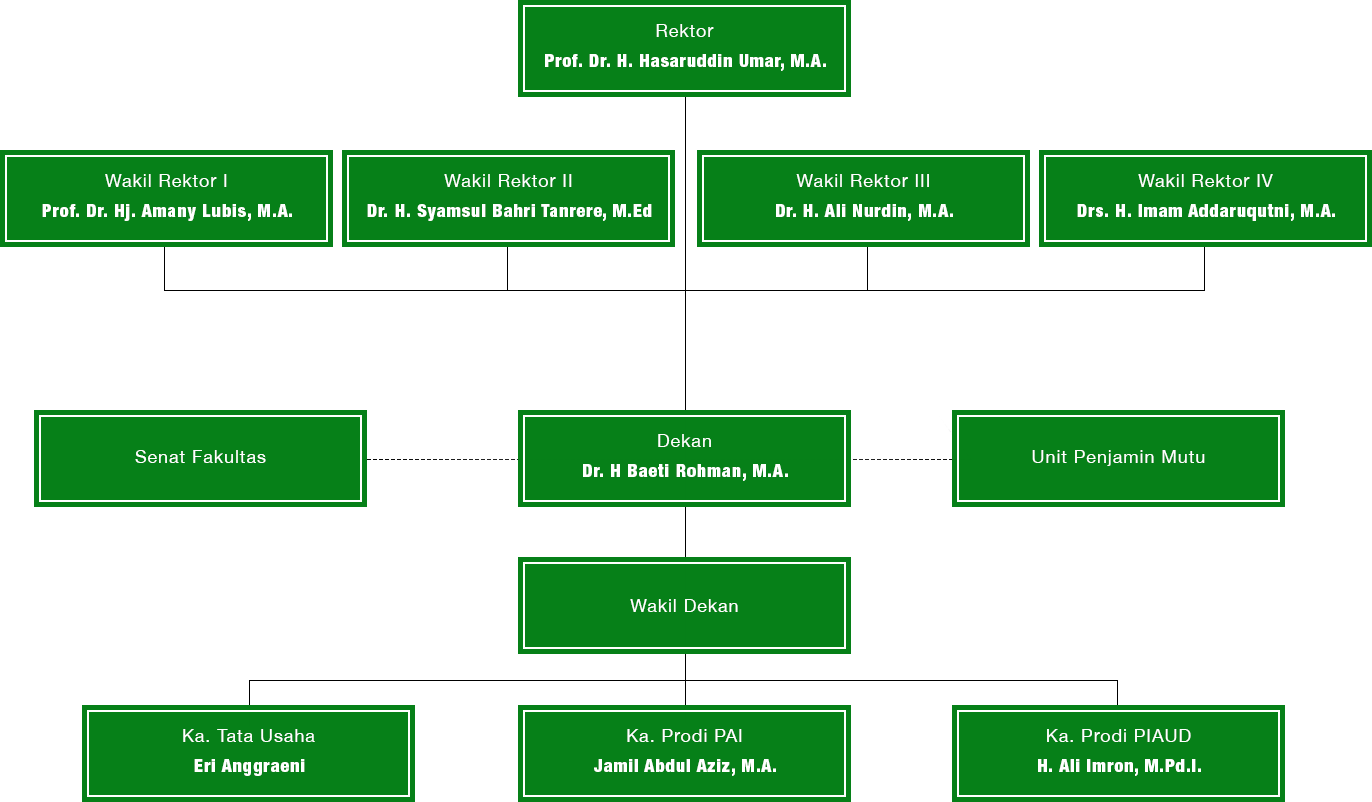 Rektor
Prof. Dr. H. Hasaruddin Umar, M.A.
Wakil Rektor I
Prof. Dr. Hj. Amany Lubis, M.A.
Wakil Rektor II
Dr. H. Syamsul Bahri Tanrere, M.Ed
Wakil Rektor III
Dr. H. Ali Nurdin, M.A.
Wakil Rektor IV
Drs. H. Imam Addaruqutni, M.A.
Senat Fakultas
Dekan
Dr. H Baeti Rohman, M.A.
Unit Penjamin Mutu
Wakil Dekan
Ka. Tata Usaha
Eri Anggraeni
Ka. Prodi PAI
Jamil Abdul Aziz, M.A.
Ka. Prodi PIAUD
H. Ali Imron, M.Pd.I.